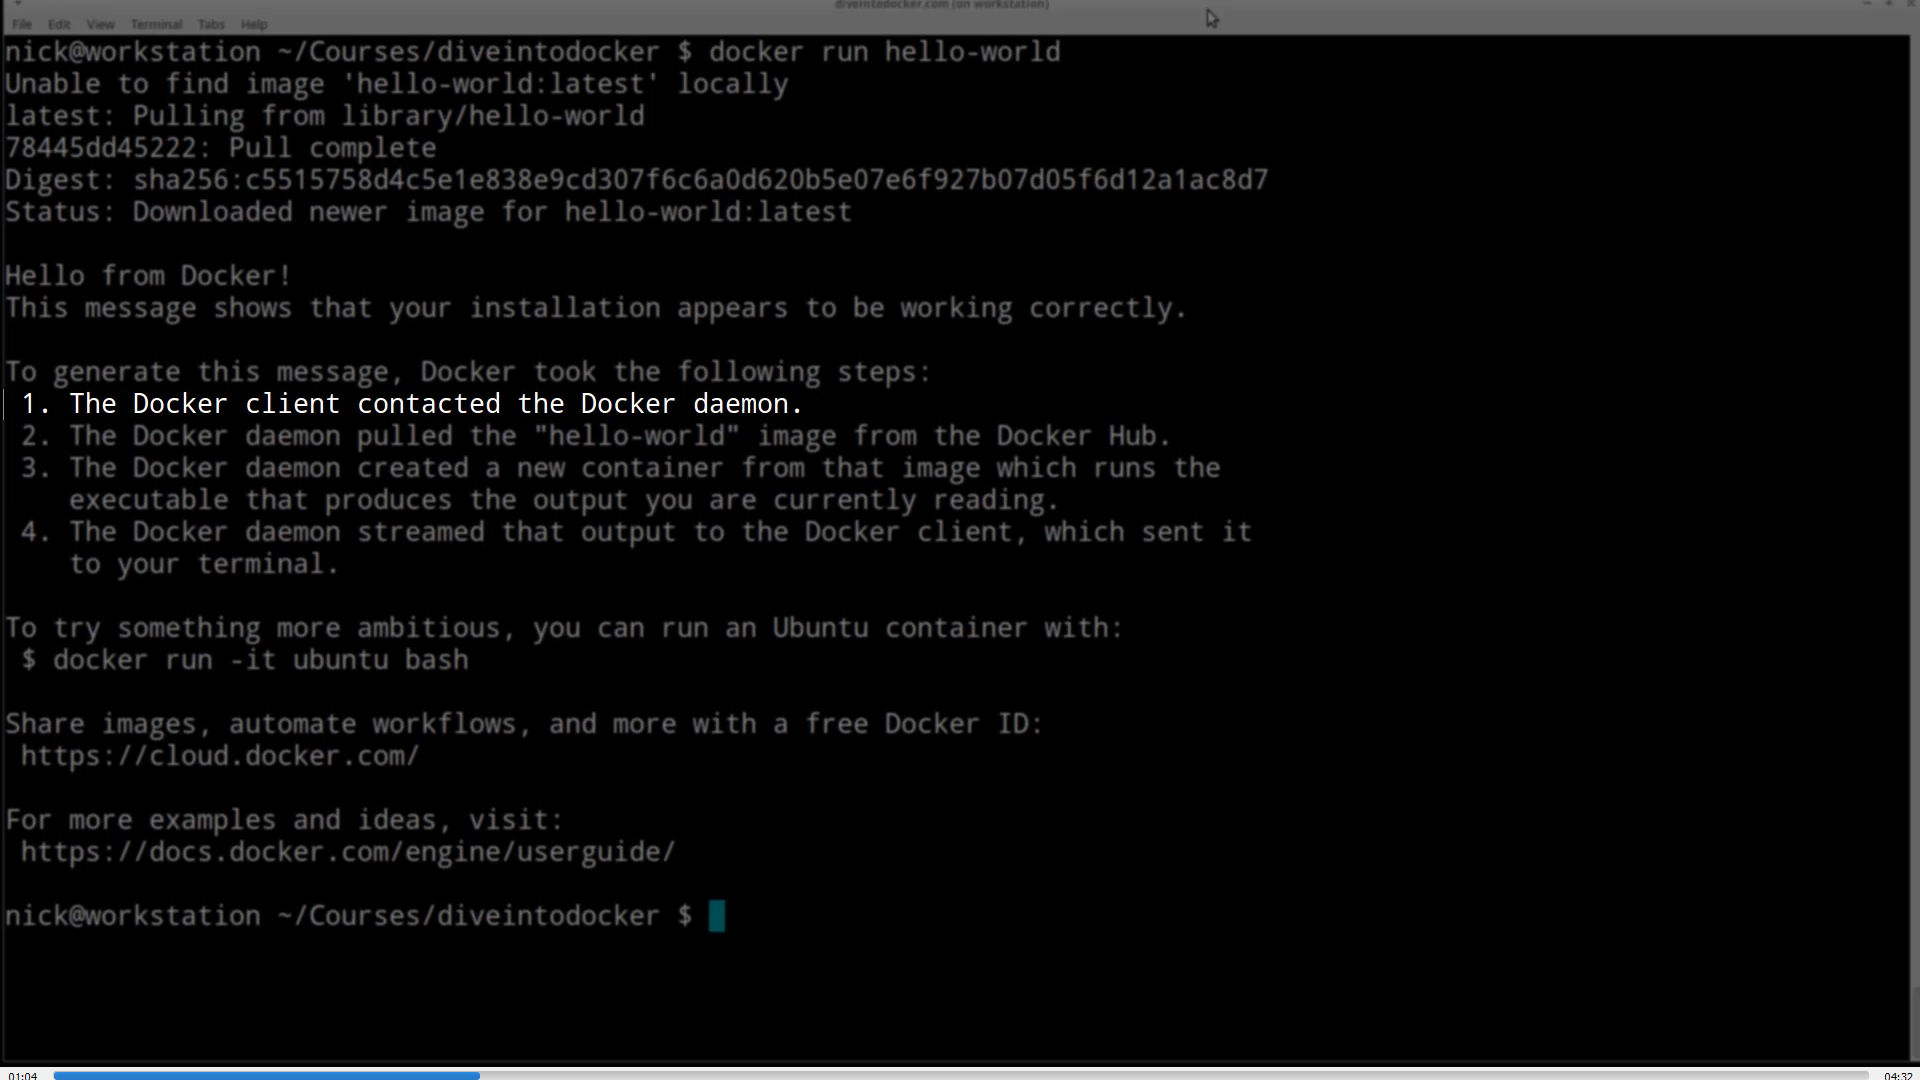 diveintodocker.com (on workstation)
File Edit View Terminal Tabs Help
nick@workstation ~/Courses/diveintodocker $ docker run hello-world
Unable to find image 'hello-world:latest' locally
latest: Pulling from library/hello-world
78445dd45222: Pull complete
Digest: sha256:c5515758d4c5e1e838e9cd307f6c6a0d620b5e07e6f927b07d05f6d12a1ac8d7
Status: Downloaded newer image for hello-world:latest
Hello from Docker!
This message shows that your installation appears to be working correctly.
To generate this message, Docker took the following steps:
1. The Docker client contacted the Docker daemon.
2. The Docker daemon pulled the "hello-world" image from the Docker Hub.
3. The Docker daemon created a new container from that image which runs the
executable that produces the output you are currently reading.
4. The Docker daemon streamed that output to the Docker client, which sent it
to your terminal.
To try something more ambitious, you can run an Ubuntu container with:
$ docker run -it ubuntu bash
Share images, automate workflows, and more with a free Docker ID:
https://cloud.docker.com/
For more examples and ideas, visit:
https://docs.docker.com/engine/userguide/
nick@workstation ~/Courses/diveintodocker $
01:04 04:32